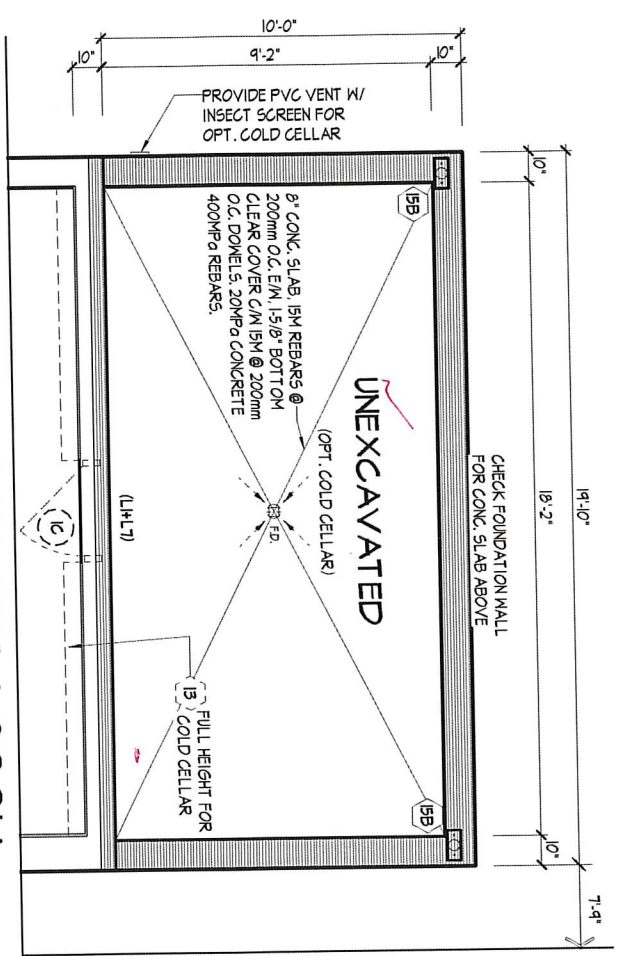 10'-0"
9'-2"
10"
10"
PROVIDE PVC VENT W/
INSECT SCREEN FOR
OPT. COLD CELLAR
10"
18'-2"
19'-10"
10"
7'-9"
CHECK FOUNDATION WALL
FOR CONC. SLAB ABOVE
15B
15B
8" CONC. SLAB, 15M REBARS @
200mm O.C. E/W, 1-5/8" BOTTOM
CLEAR COVER C/W 15M @ 200mm
O.C. DOWELS. 20MPa CONCRETE
400MPa REBARS.
UNEXCAVATED
(OPT. COLD CELLAR)
F.D.
(L1+L7)
1C
13
FULL HEIGHT FOR
COLD CELLAR